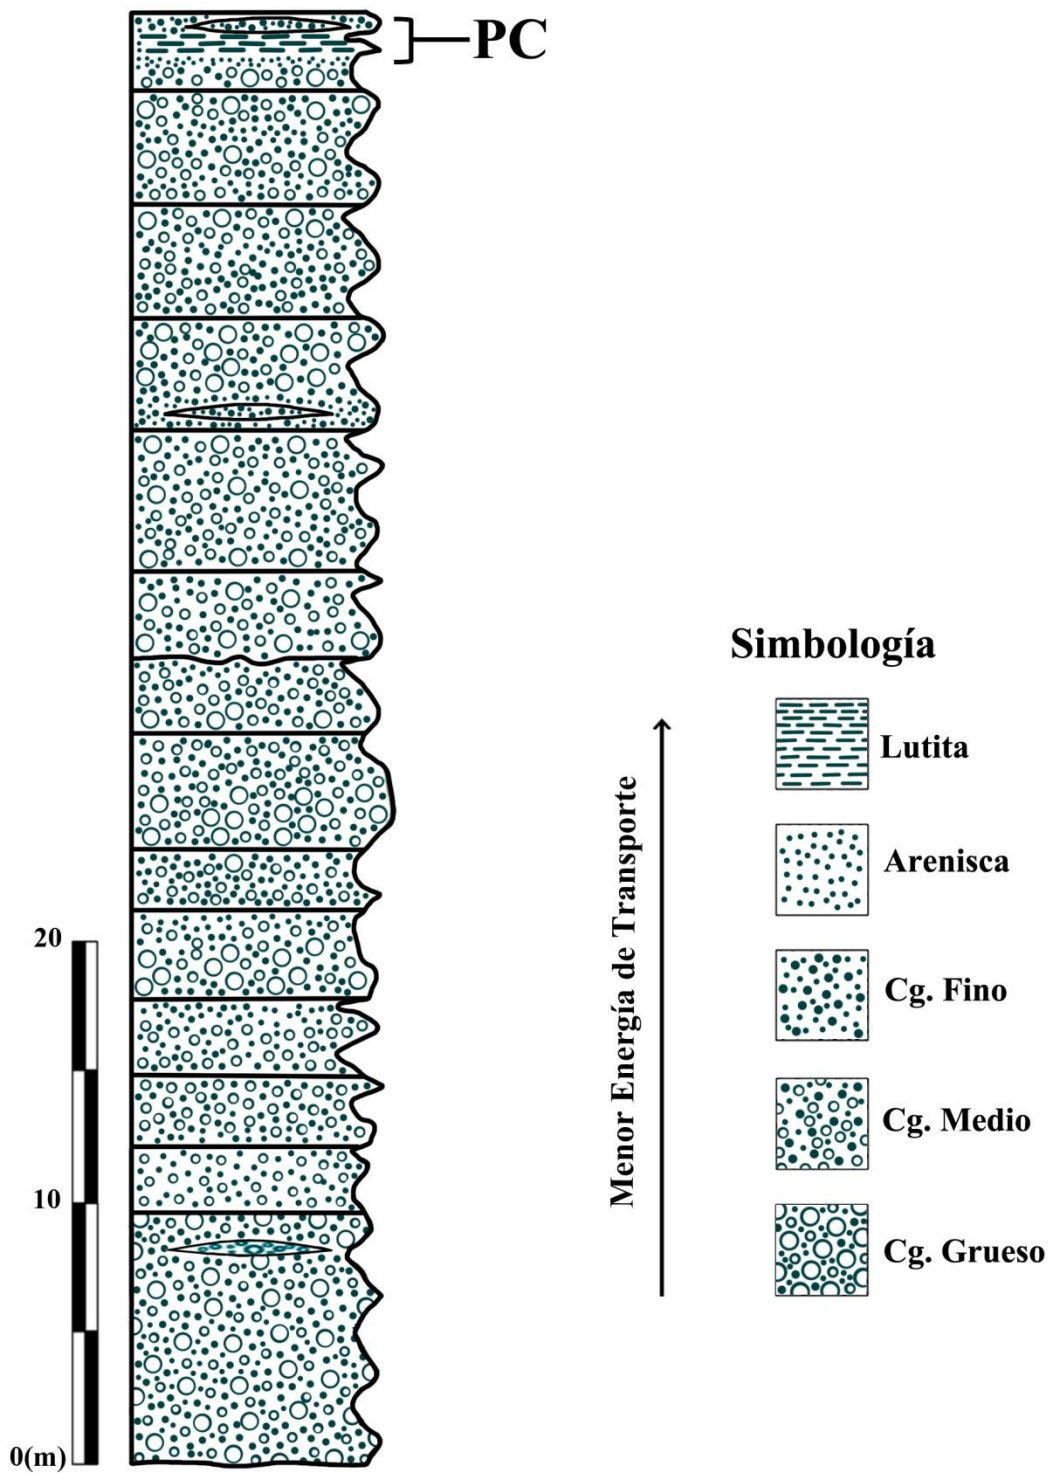 PC
20
10
0(m)
Simbología
Menor Energía de Transporte
Lutita
Arenisca
Cg. Fino
Cg. Medio
Cg. Grueso